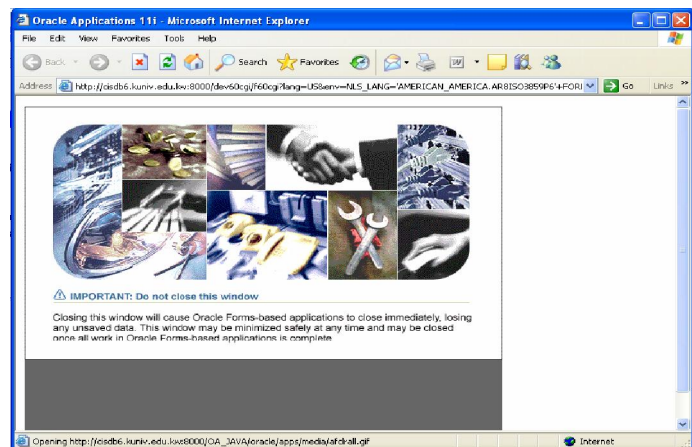 Oracle Applications 11i - Microsoft Internet Explorer
File Edit View Favorites Tools Help
Back Search Favorites
Address http://cisdb6.kuniv.edu.kw:8000/dev60cgi/f60cgi?lang=US&env=NLS_LANG='AMERICAN_AMERICA.AR8ISO8859P6'+FORI Go Links »
IMPORTANT: Do not close this window
Closing this window will cause Oracle Forms-based applications to close immediately, losing
any unsaved data. This window may be minimized safely at any time and may be closed
once all work in Oracle Forms-based applications is complete
Opening http://cisdb6.kuniv.edu.kw:8000/OA_JAVA/oracle/apps/media/afdrall.gif Internet